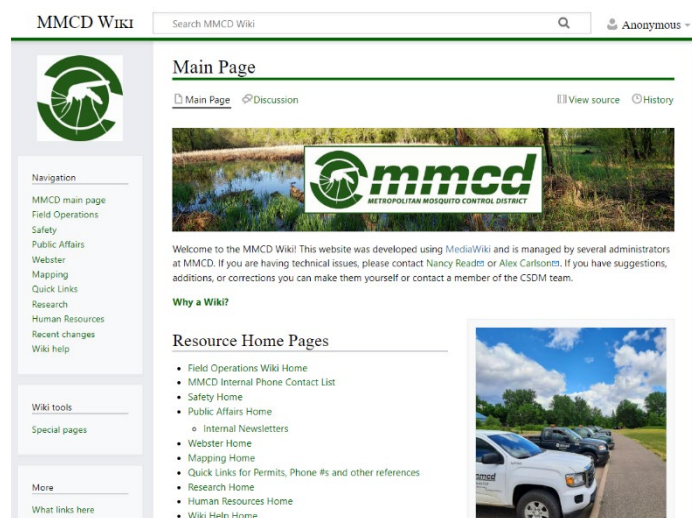 MMCD WIKI
Search MMCD Wiki
Anonymous
Main Page
Main Page
Discussion
View source
History
mmcd
METROPOLITAN MOSQUITO CONTROL DISTRICT
Navigation
MMCD main page
Field Operations
Safety
Public Affairs
Webster
Mapping
Quick Links
Research
Human Resources
Recent changes
Wiki help
Wiki tools
Special pages
More
What links here
Welcome to the MMCD Wiki! This website was developed using MediaWiki and is managed by several administrators
at MMCD. If you are having technical issues, please contact Nancy Read or Alex Carlson. If you have suggestions,
additions, or corrections you can make them yourself or contact a member of the CSDM team.
Why a Wiki?
Resource Home Pages
Field Operations Wiki Home
MMCD Internal Phone Contact List
Safety Home
Public Affairs Home
Internal Newsletters
Webster Home
Mapping Home
Quick Links for Permits, Phone #s and other references
Research Home
Human Resources Home
Wiki Help Home
mmcd